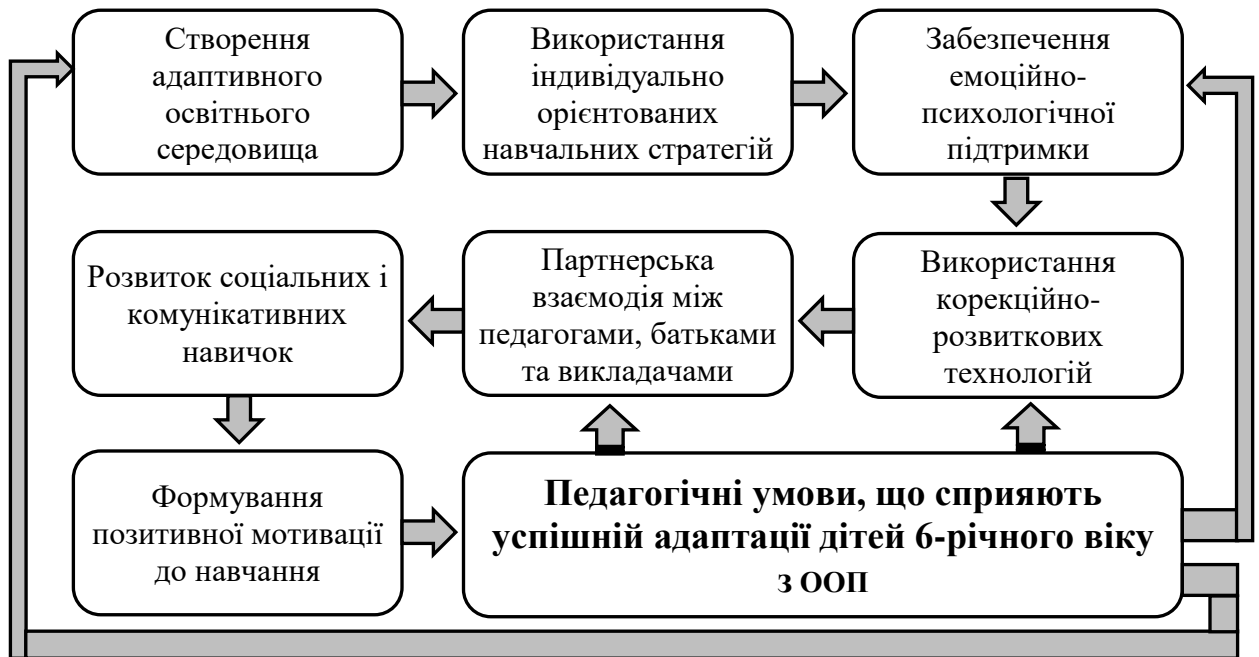 Створення
адаптивного
освітнього
середовища
Використання
індивідуально
орієнтованих
навчальних стратегій
Забезпечення
емоційно-
психологічної
підтримки
Розвиток соціальних і
комунікативних
навичок
Партнерська
взаємодія між
педагогами, батьками
та викладачами
Використання
корекційно-
розвиткових
технологій
Формування
позитивної мотивації
до навчання
Педагогічні умови, що сприяють
успішній адаптації дітей 6-річного віку
з ООП